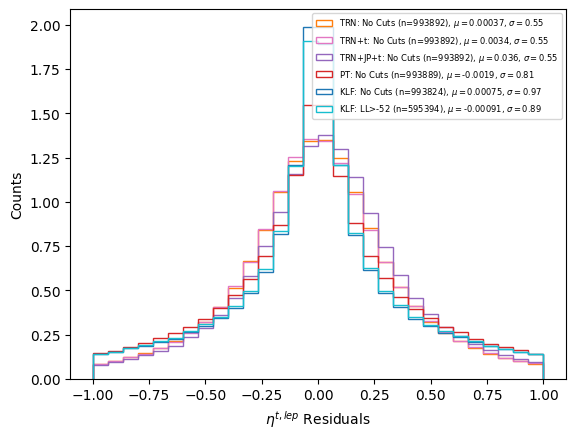 TRN: No Cuts (n=993892), μ=0.00037, σ=0.55
TRN+t: No Cuts (n=993892), μ=0.0034, σ=0.55
TRN+JP+t: No Cuts (n=993892), μ=0.036, σ=0.55
PT: No Cuts (n=993889), μ=-0.0019, σ=0.81
KLF: No Cuts (n=993824), μ=0.00075, σ=0.97
KLF: LL>-52 (n=595394), μ=-0.00091, σ=0.89
2.00
1.75
1.50
1.25
1.00
0.75
0.50
0.25
0.00
Counts
-1.00 -0.75 -0.50 -0.25 0.00 0.25 0.50 0.75 1.00
η^{t, lep} Residuals